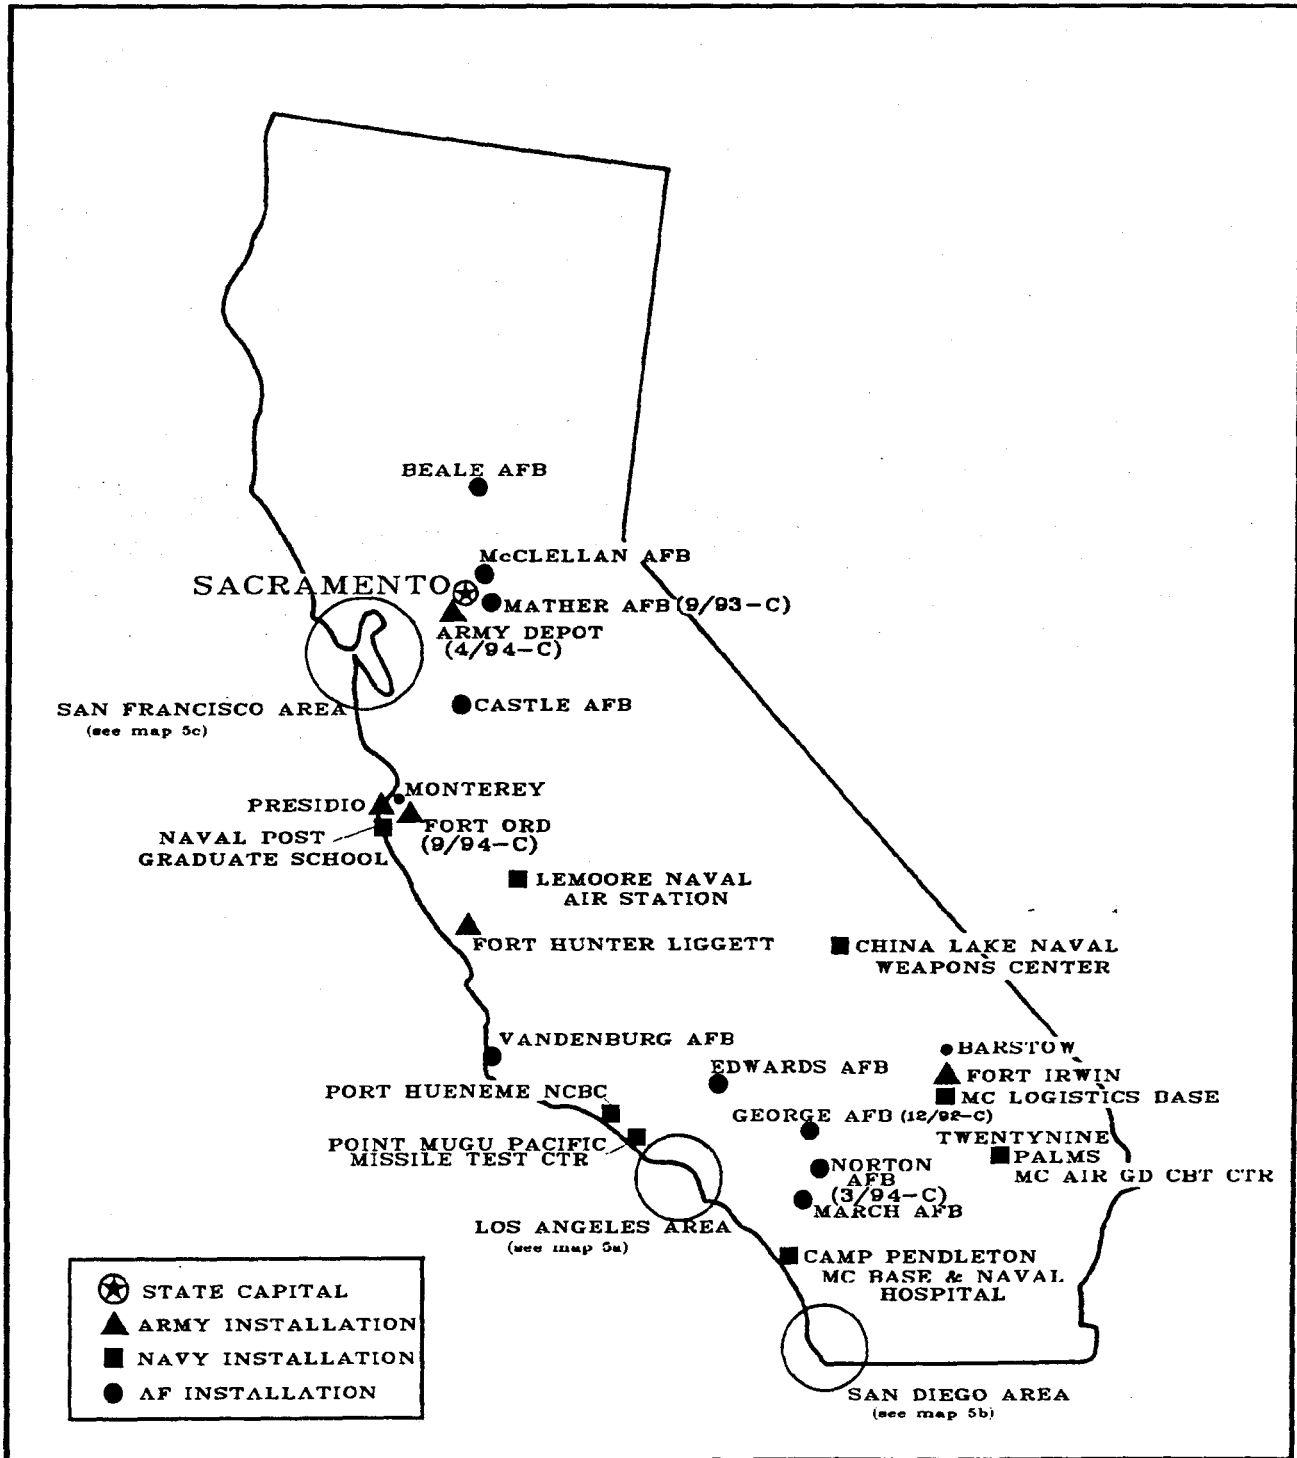 BEALE AFB
McCLELLAN AFB
SACRAMENTO
MATHER AFB (9/93-C)
ARMY DEPOT
(4/94-C)
SAN FRANCISCO AREA
(see map 5c)
CASTLE AFB
MONTEREY
PRESIDIO
FORT ORD
(9/94-C)
NAVAL POST
GRADUATE SCHOOL
LEMOORE NAVAL
AIR STATION
FORT HUNTER LIGGETT
CHINA LAKE NAVAL
WEAPONS CENTER
VANDENBURG AFB
BARSTOW
EDWARDS AFB
FORT IRWIN
PORT HUENEME NCBC
MC LOGISTICS BASE
GEORGE AFB (12/92-C)
POINT MUGU PACIFIC
MISSILE TEST CTR
TWENTYNINE
PALMS
MC AIR GD CBT CTR
NORTON
AFB
(3/94-C)
MARCH AFB
LOS ANGELES AREA
(see map 5a)
CAMP PENDLETON
MC BASE & NAVAL
HOSPITAL
SAN DIEGO AREA
(see map 5b)
STATE CAPITAL
ARMY INSTALLATION
NAVY INSTALLATION
AF INSTALLATION